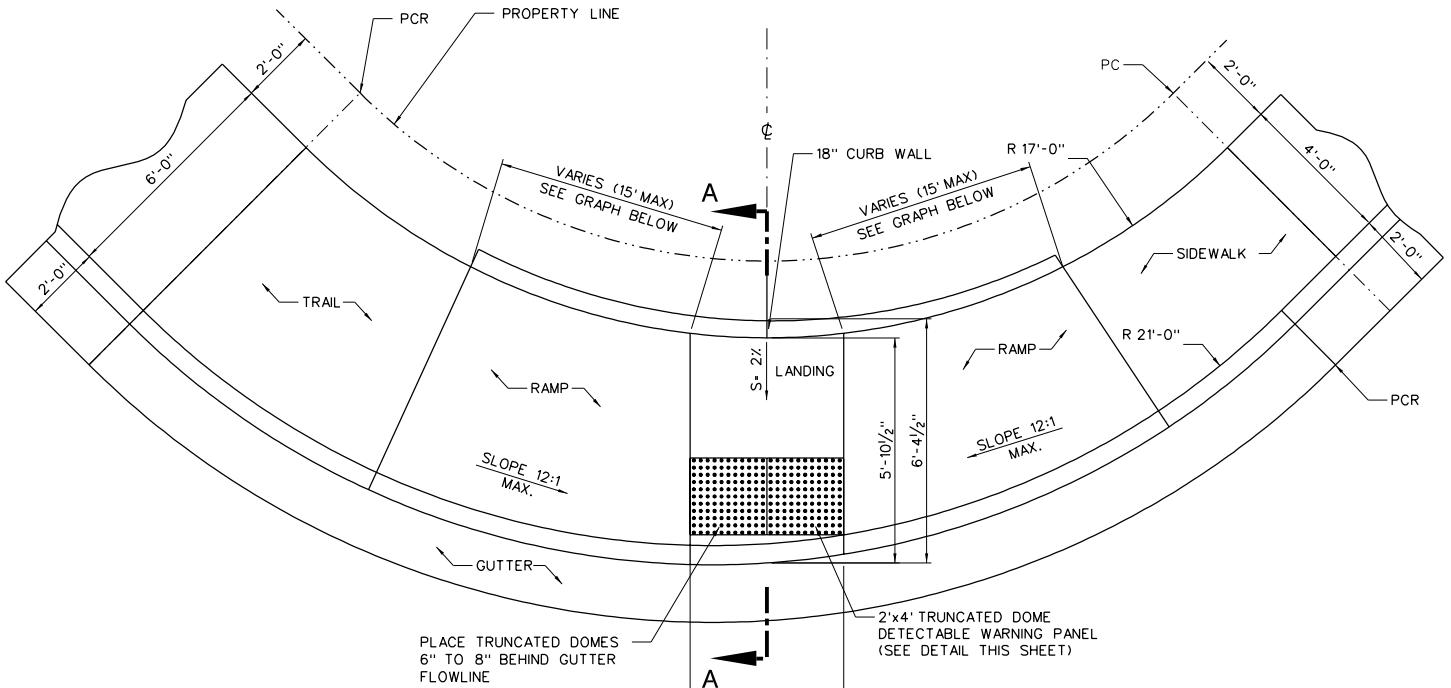 PCR
PROPERTY LINE
2'-0"
6'-0"
2'-0"
PC
2'-0"
4'-0"
2'-0"
℄
18" CURB WALL
R 17'-0"
VARIES (15' MAX)
SEE GRAPH BELOW
VARIES (15' MAX)
SEE GRAPH BELOW
A
TRAIL
SIDEWALK
RAMP
S= 2%
LANDING
RAMP
R 21'-0"
PCR
5'-10½"
6'-4½"
SLOPE 12:1
MAX.
SLOPE 12:1
MAX.
GUTTER
PLACE TRUNCATED DOMES
6" TO 8" BEHIND GUTTER
FLOWLINE
2'x4' TRUNCATED DOME
DETECTABLE WARNING PANEL
(SEE DETAIL THIS SHEET)
A